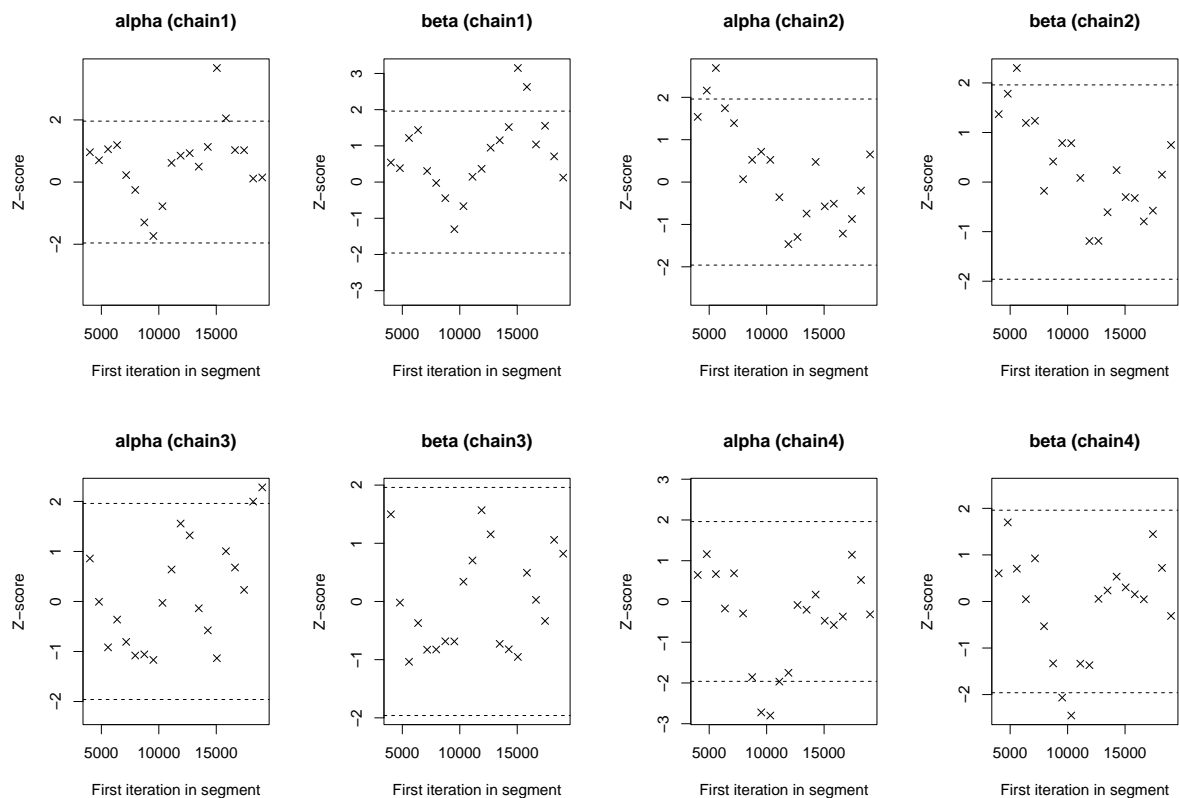 alpha (chain1)
beta (chain1)
alpha (chain2)
beta (chain2)
Z−score
−2
0
2
5000 10000 15000
First iteration in segment
Z−score
−3
−2
−1
0
1
2
3
5000 10000 15000
First iteration in segment
Z−score
−2
−1
0
1
2
5000 10000 15000
First iteration in segment
Z−score
−2
−1
0
1
2
5000 10000 15000
First iteration in segment
alpha (chain3)
beta (chain3)
alpha (chain4)
beta (chain4)
Z−score
−2
−1
0
1
2
5000 10000 15000
First iteration in segment
Z−score
−2
−1
0
1
2
5000 10000 15000
First iteration in segment
Z−score
−3
−2
−1
0
1
2
3
5000 10000 15000
First iteration in segment
Z−score
−2
−1
0
1
2
5000 10000 15000
First iteration in segment